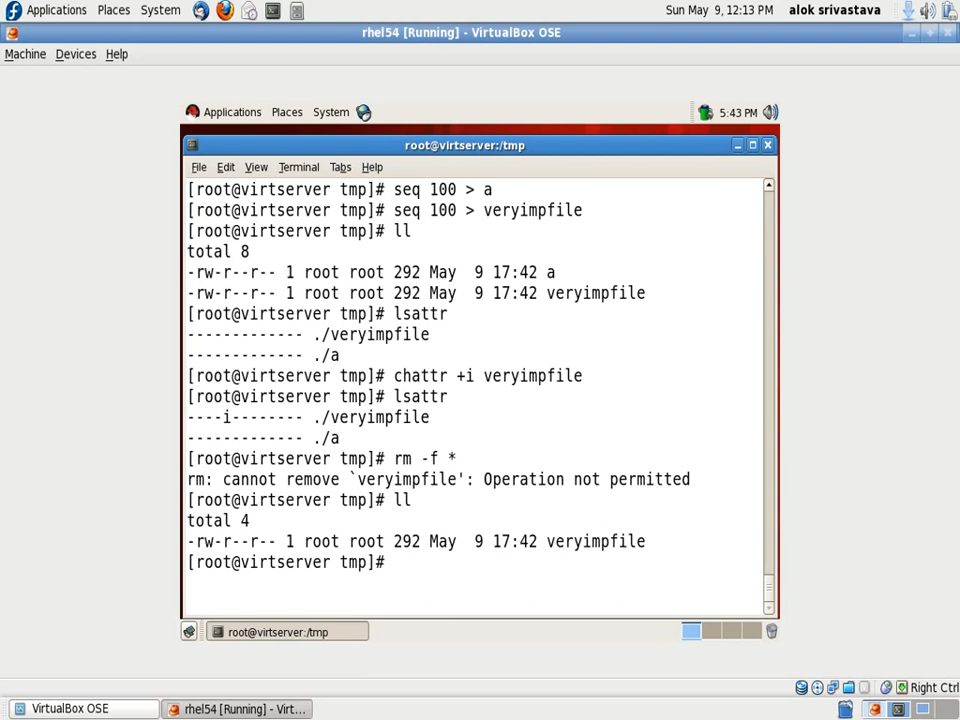 Applications Places System Sun May 9, 12:13 PM alok srivastava
rhel54 [Running] - VirtualBox OSE
Machine Devices Help
Applications Places System 5:43 PM
root@virtserver:/tmp
File Edit View Terminal Tabs Help
[root@virtserver tmp]# seq 100 > a
[root@virtserver tmp]# seq 100 > veryimpfile
[root@virtserver tmp]# ll
total 8
-rw-r--r-- 1 root root 292 May  9 17:42 a
-rw-r--r-- 1 root root 292 May  9 17:42 veryimpfile
[root@virtserver tmp]# lsattr
------------- ./veryimpfile
------------- ./a
[root@virtserver tmp]# chattr +i veryimpfile
[root@virtserver tmp]# lsattr
----i-------- ./veryimpfile
------------- ./a
[root@virtserver tmp]# rm -f *
rm: cannot remove `veryimpfile': Operation not permitted
[root@virtserver tmp]# ll
total 4
-rw-r--r-- 1 root root 292 May  9 17:42 veryimpfile
[root@virtserver tmp]#
root@virtserver:/tmp
Right Ctrl
VirtualBox OSE rhel54 [Running] - Virt...